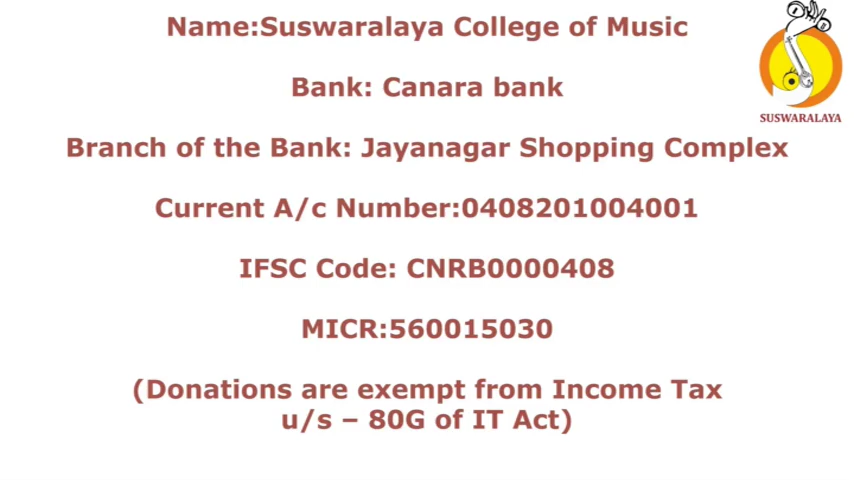 Name:Suswaralaya College of Music
Bank: Canara bank
SUSWARALAYA
Branch of the Bank: Jayanagar Shopping Complex
Current A/c Number:0408201004001
IFSC Code: CNRB0000408
MICR:560015030
(Donations are exempt from Income Tax
u/s – 80G of IT Act)